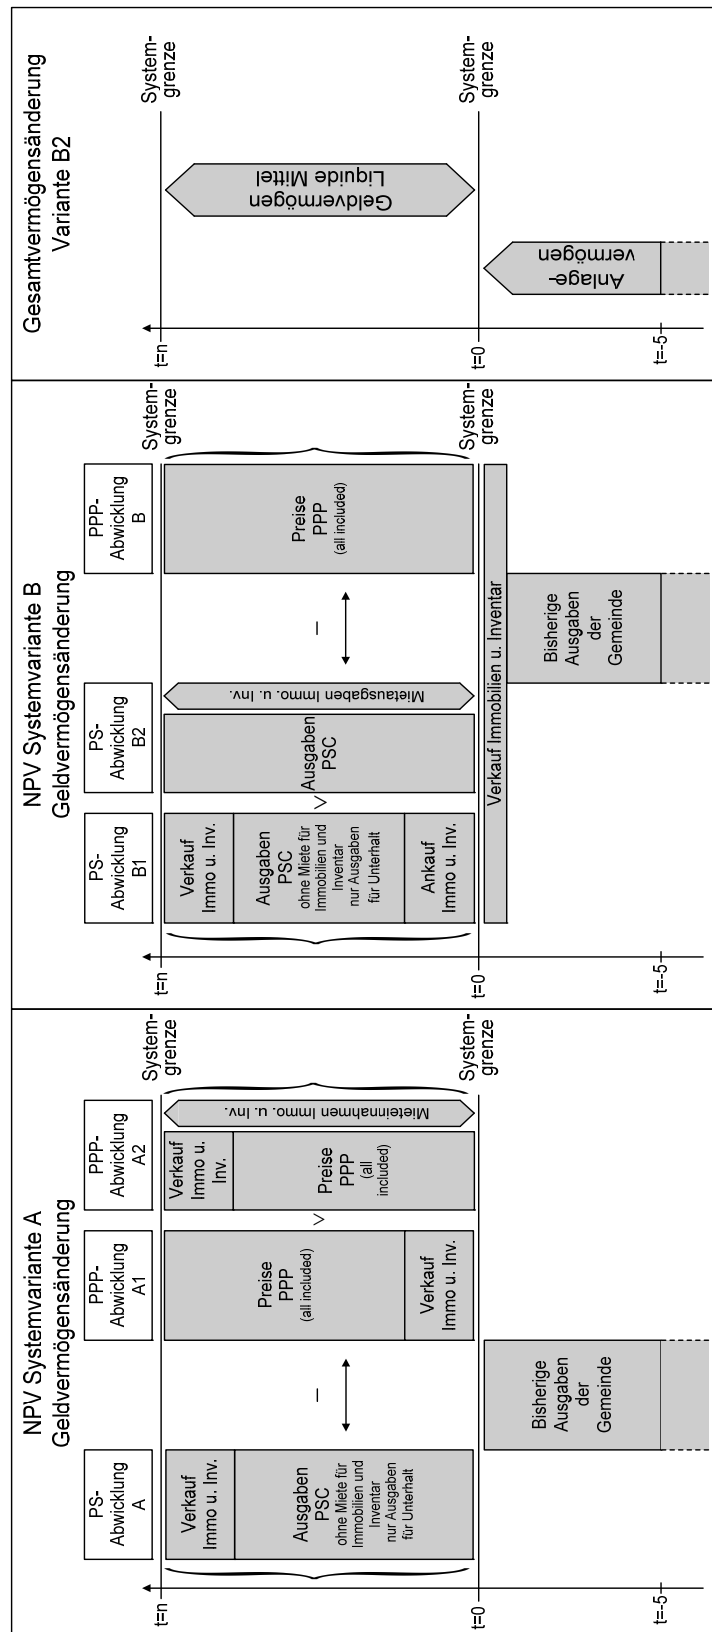 NPV Systemvariante A
Geldvermögensänderung
PS-
Abwicklung
A
PPP-
Abwicklung
A1
PPP-
Abwicklung
A2
System-
grenze
t=n
Verkauf
Immo u. Inv.
Ausgaben
PSC
ohne Miete für
Immobilien und
Inventar
nur Ausgaben
für Unterhalt
–
Preise
PPP
(all included)
Verkauf
Immo u. Inv.
v
Verkauf
Immo u.
Inv.
Preise
PPP
(all
included)
Mieteinnahmen Immo. u. Inv.
System-
grenze
t=0
Bisherige
Ausgaben
der
Gemeinde
t=-5
NPV Systemvariante B
Geldvermögensänderung
PS-
Abwicklung
B1
PS-
Abwicklung
B2
PPP-
Abwicklung
B
System-
grenze
t=n
Verkauf
Immo u. Inv.
Ausgaben
PSC
ohne Miete für
Immobilien und
Inventar
nur Ausgaben
für Unterhalt
Ankauf
Immo u. Inv.
v
Ausgaben
PSC
Mietausgaben Immo. u. Inv.
–
Preise
PPP
(all included)
System-
grenze
t=0
Verkauf Immobilien u. Inventar
Bisherige
Ausgaben
der
Gemeinde
t=-5
Gesamtvermögensänderung
Variante B2
System-
grenze
t=n
Geldvermögen
Liquide Mittel
System-
grenze
t=0
Anlage-
vermögen
t=-5